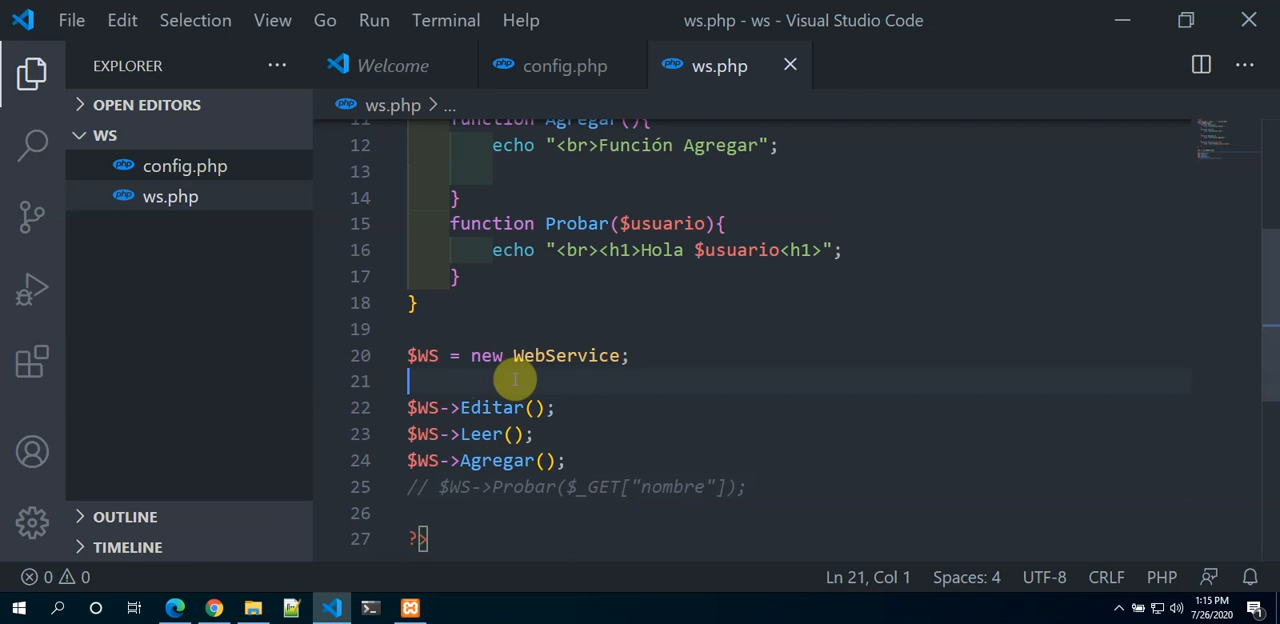 File Edit Selection View Go Run Terminal Help ws.php - ws - Visual Studio Code
EXPLORER ... Welcome config.php ws.php
OPEN EDITORS
WS
config.php
ws.php
OUTLINE
TIMELINE
ws.php > ...
11 function Agregar(){
12 echo "<br>Función Agregar";
13
14 }
15 function Probar($usuario){
16 echo "<br><h1>Hola $usuario<h1>";
17 }
18 }
19
20 $WS = new WebService;
21
22 $WS->Editar();
23 $WS->Leer();
24 $WS->Agregar();
25 // $WS->Probar($_GET["nombre"]);
26
27 ?>
0 0 Ln 21, Col 1 Spaces: 4 UTF-8 CRLF PHP
1:15 PM
7/26/2020
1